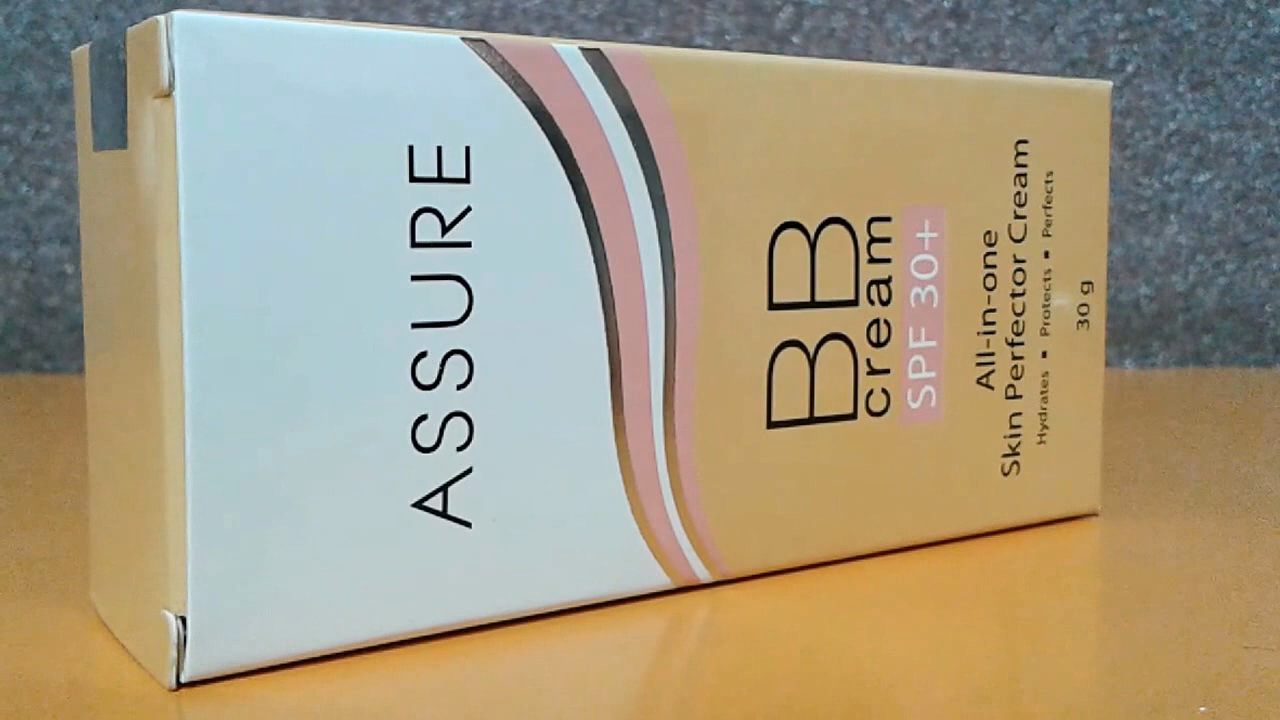 ASSURE
BB
cream
SPF 30+
All-in-one
Skin Perfector Cream
Hydrates ▪ Protects ▪ Perfects
30 g